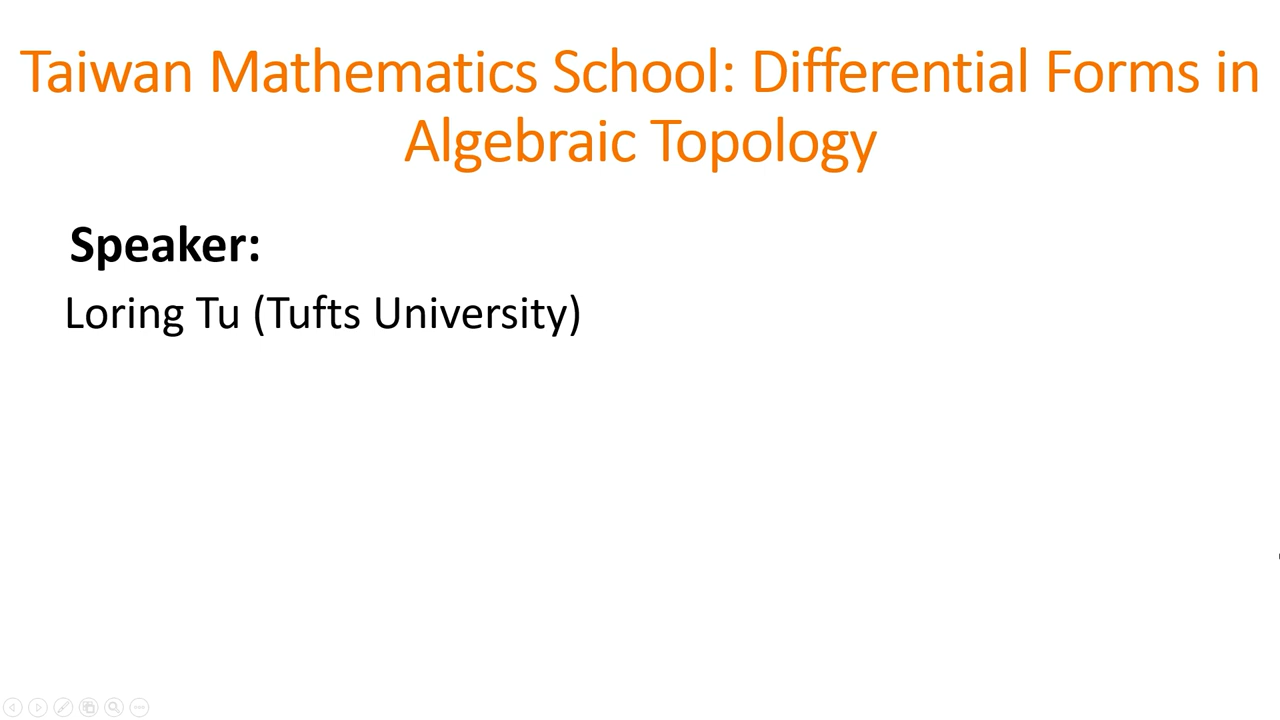 Taiwan Mathematics School: Differential Forms in
Algebraic Topology
Speaker:
Loring Tu (Tufts University)